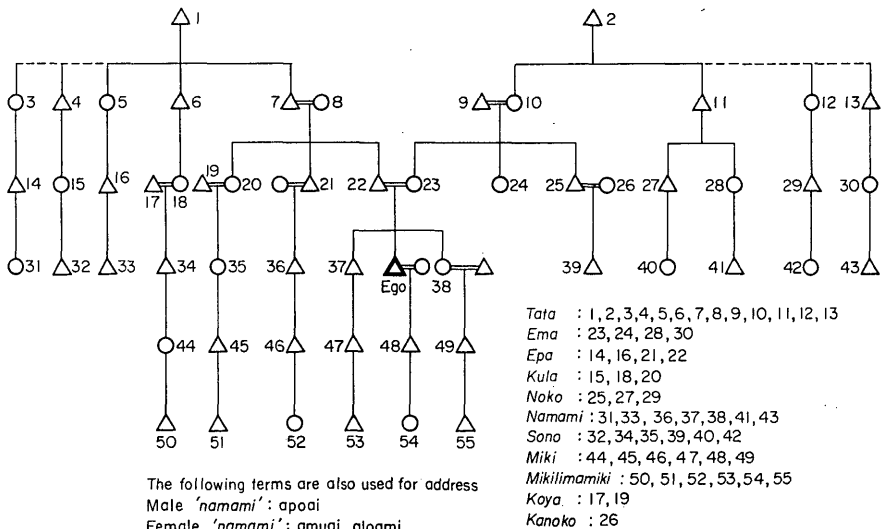 1 2
3 4 5 6 7 8 9 10 11 12 13
14 15 16 17 18 19 20 21 22 23 24 25 26 27 28 29 30
31 32 33 34 35 36 37 Ego 38 39 40 41 42 43
44 45 46 47 48 49
50 51 52 53 54 55
Tata : 1,2,3,4,5,6,7,8,9,10,11,12,13
Ema : 23, 24, 28, 30
Epa : 14, 16, 21, 22
Kula : 15, 18, 20
Noko : 25, 27, 29
Namami : 31, 33, 36, 37, 38, 41, 43
Sono : 32, 34, 35, 39, 40, 42
Miki : 44, 45, 46, 47, 48, 49
Mikilimamiki : 50, 51, 52, 53, 54, 55
Koya : 17, 19
Kanoko : 26
The following terms are also used for address
Male 'namami' : apoai
Female 'namami' : amuai, aloami